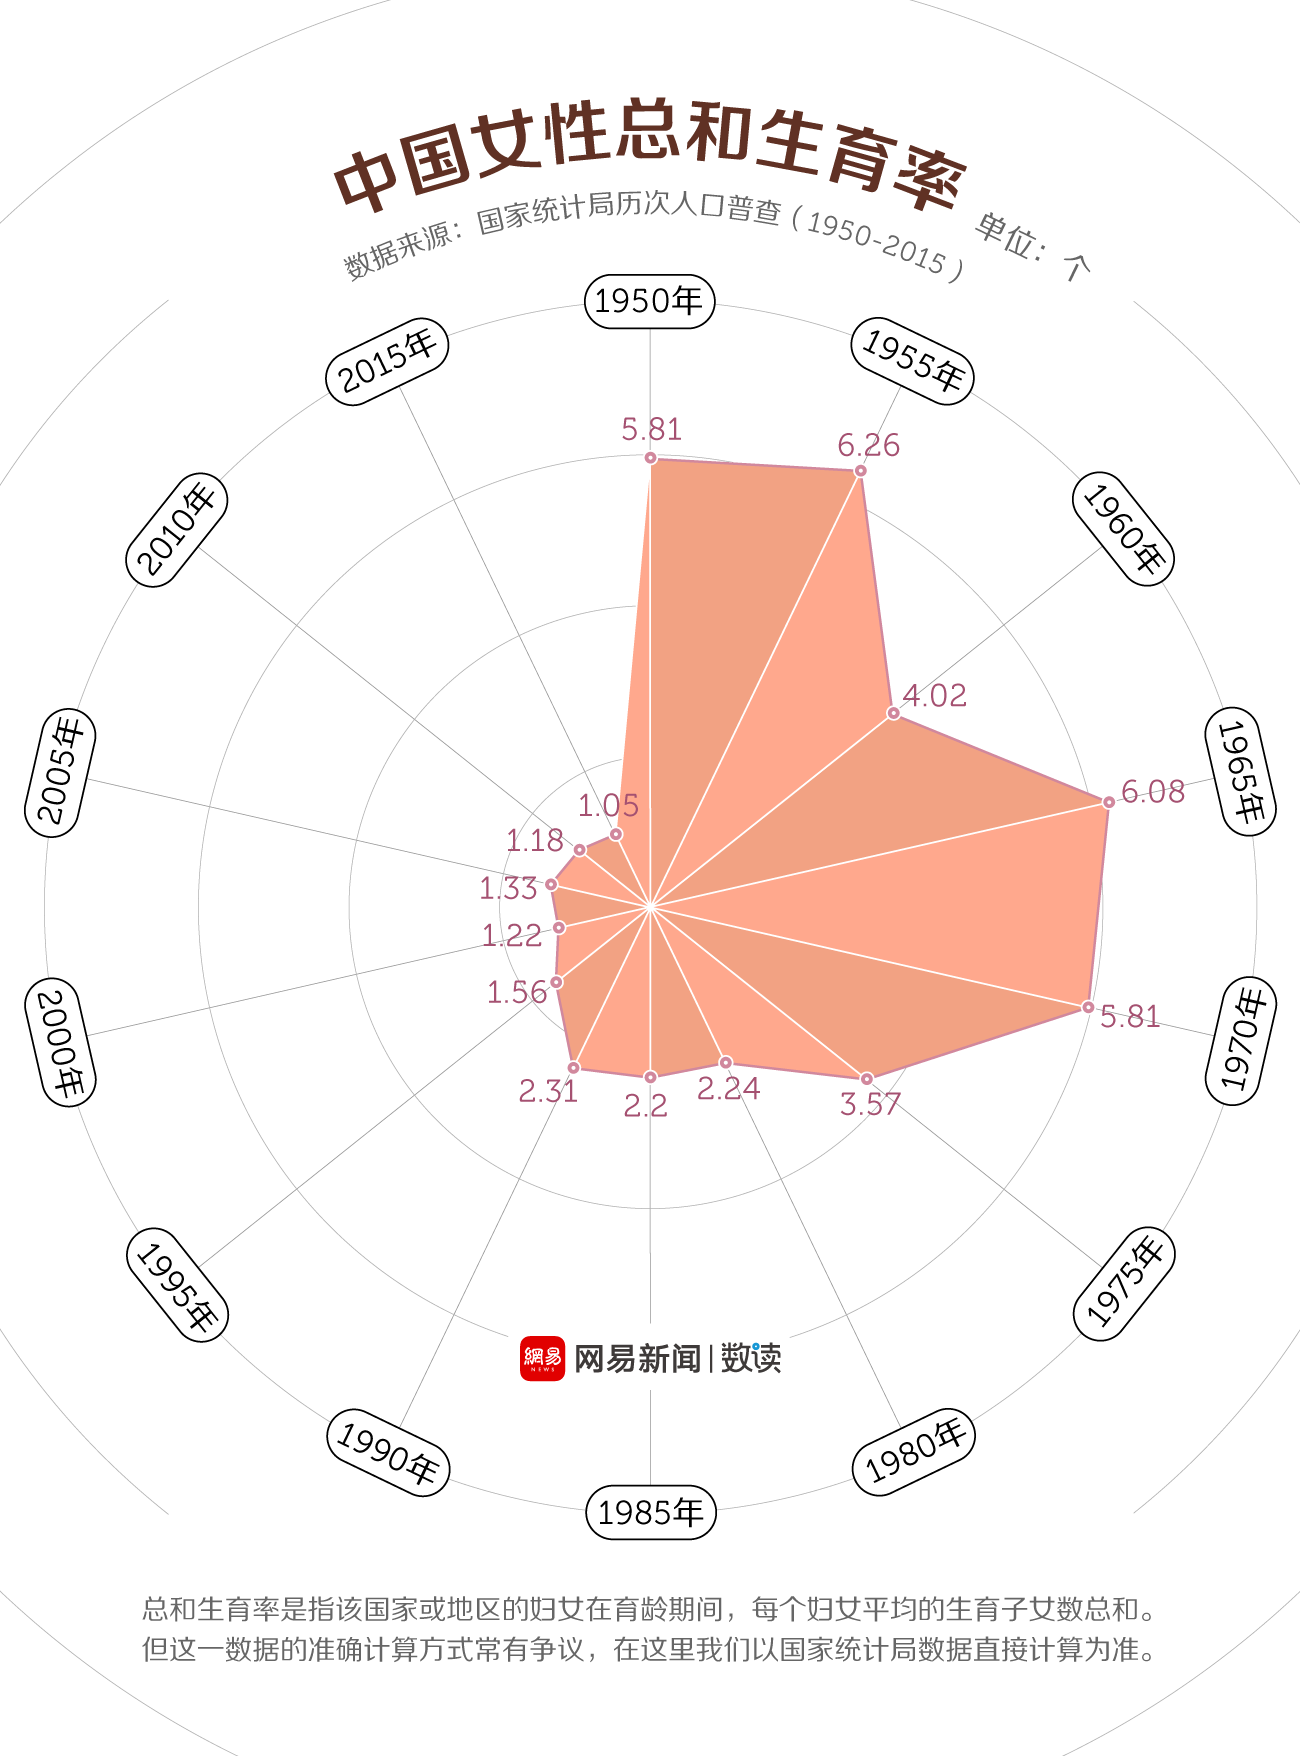 中国女性总和生育率
数据来源：国家统计局历次人口普查（1950-2015）
单位：个
1950年
5.81
1955年
6.26
1960年
4.02
1965年
6.08
1970年
5.81
1975年
3.57
1980年
2.24
1985年
2.2
1990年
2.31
1995年
1.56
2000年
1.22
2005年
1.33
2010年
1.18
2015年
1.05
網易 NEWS 网易新闻|数读
总和生育率是指该国家或地区的妇女在育龄期间，每个妇女平均的生育子女数总和。
但这一数据的准确计算方式常有争议，在这里我们以国家统计局数据直接计算为准。